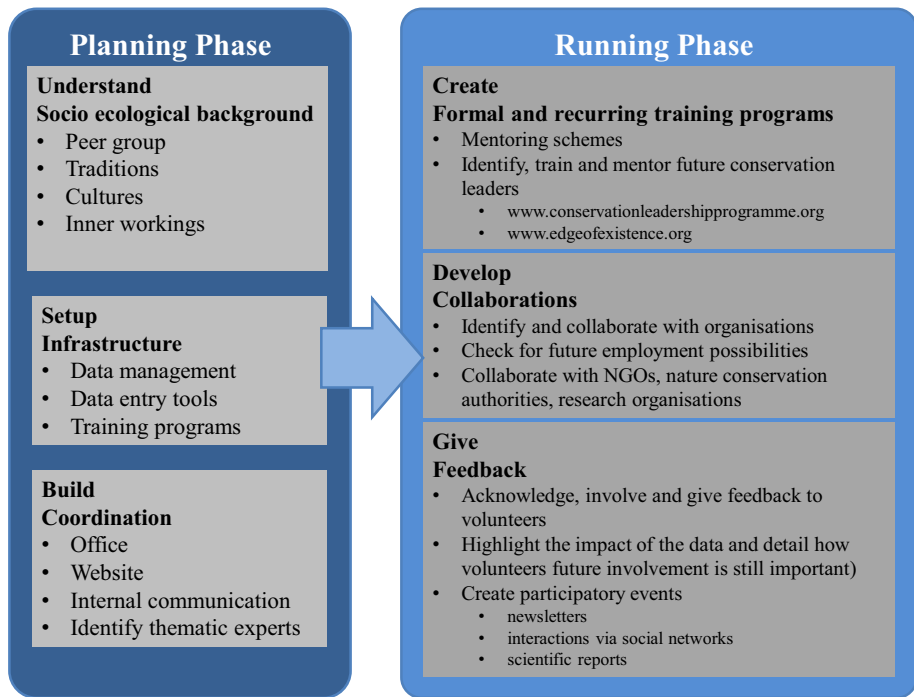 Planning Phase
Understand
Socio ecological background
• Peer group
• Traditions
• Cultures
• Inner workings
Setup
Infrastructure
• Data management
• Data entry tools
• Training programs
Build
Coordination
• Office
• Website
• Internal communication
• Identify thematic experts
Running Phase
Create
Formal and recurring training programs
• Mentoring schemes
• Identify, train and mentor future conservation
leaders
• www.conservationleadershipprogramme.org
• www.edgeofexistence.org
Develop
Collaborations
• Identify and collaborate with organisations
• Check for future employment possibilities
• Collaborate with NGOs, nature conservation
authorities, research organisations
Give
Feedback
• Acknowledge, involve and give feedback to
volunteers
• Highlight the impact of the data and detail how
volunteers future involvement is still important)
• Create participatory events
• newsletters
• interactions via social networks
• scientific reports